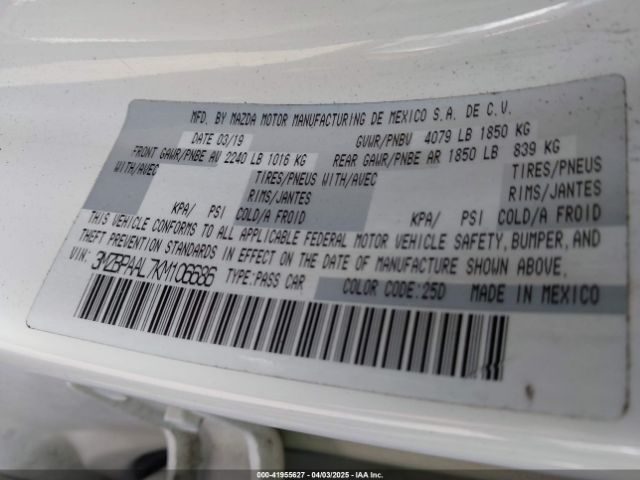 MFD. BY MAZDA MOTOR MANUFACTURING DE MEXICO S.A. DE C.V.
DATE 03/19 GVWR/PNBV 4079 LB 1850 KG
FRONT GAWR/PNBE AV 2240 LB 1016 KG REAR GAWR/PNBE AR 1850 LB 839 KG
WITH/AVEC TIRES/PNEUS WITH/AVEC TIRES/PNEUS
RIMS/JANTES RIMS/JANTES
KPA/ PSI COLD/A FROID KPA/ PSI COLD/A FROID
THIS VEHICLE CONFORMS TO ALL APPLICABLE FEDERAL MOTOR VEHICLE SAFETY, BUMPER, AND
THEFT PREVENTION STANDARDS IN EFFECT ON THE DATE OF MANUFACTURE SHOWN ABOVE.
VIN: 3MZBPAAL7KM106686 TYPE:PASS CAR COLOR CODE:25D MADE IN MEXICO
000-41955627 - 04/03/2025 - IAA Inc.